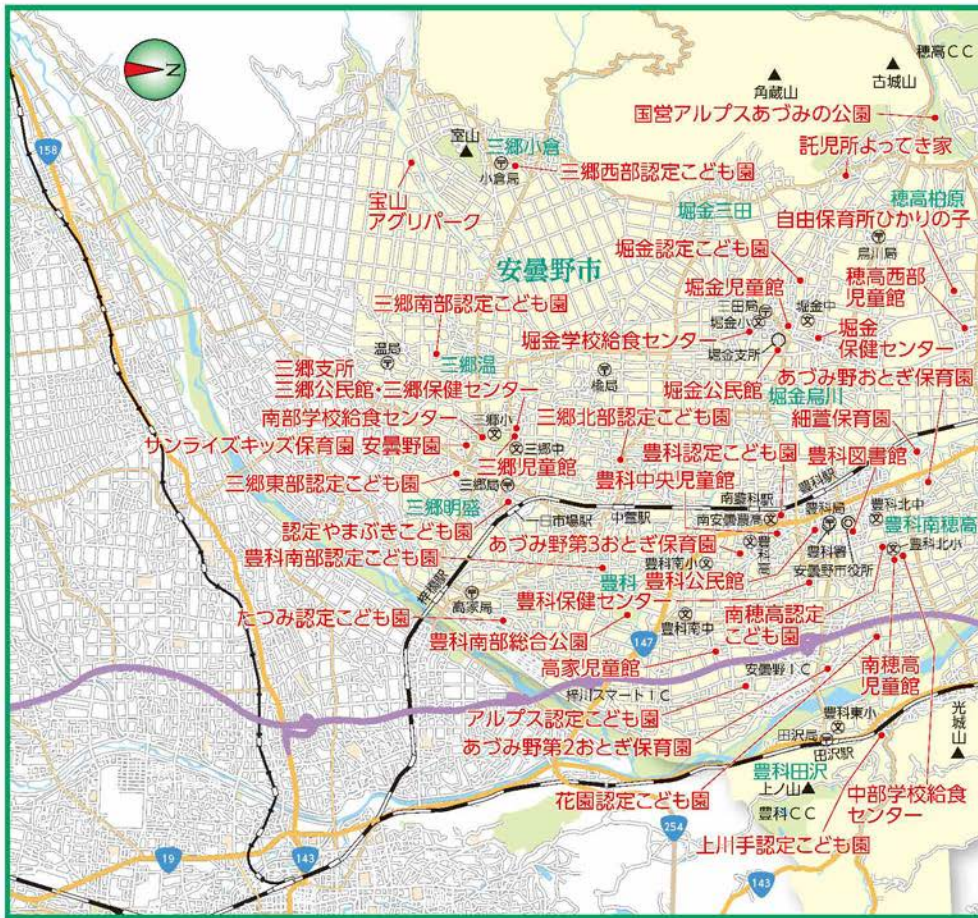 穂高CC
N
古城山
角蔵山
国営アルプスあづみの公園
158
室山
三郷小倉
小倉局
三郷西部認定こども園
託児所よってき家
宝山
アグリパーク
堀金三田
穂高柏原
自由保育所ひかりの子
烏川局
堀金認定こども園
安曇野市
堀金児童館
穂高西部
児童館
三郷南部認定こども園
三田局
堀金小
堀金中
堀金学校給食センター
堀金
保健センター
温局
三郷温
堀金支所
三郷支所
三郷公民館・三郷保健センター
楡局
堀金公民館
あづみ野おとぎ保育園
堀金烏川
南部学校給食センター
三郷小
三郷北部認定こども園
細萱保育園
サンライズキッズ保育園 安曇野園
三郷中
豊科認定こども園
豊科図書館
三郷児童館
三郷東部認定こども園
三郷局
豊科中央児童館
豊科駅
南豊科駅
三郷明盛
一日市場駅
中萱駅
南安曇農高
豊科局
豊科北中
豊科南穂高
認定やまぶきこども園
あづみ野第3おとぎ保育園
豊科高
豊科署
豊科北小
豊科南部認定こども園
豊科南小
安曇野市役所
豊科
豊科公民館
梓橋駅
高家局
豊科保健センター
たつみ認定こども園
豊科南中
南穂高認定
こども園
豊科南部総合公園
147
高家児童館
安曇野IC
南穂高
児童館
梓川スマートIC
アルプス認定こども園
豊科東小
光城山
あづみ野第2おとぎ保育園
田沢局
田沢駅
豊科田沢
上ノ山
花園認定こども園
中部学校給食
センター
豊科CC
254
上川手認定こども園
19
143
143